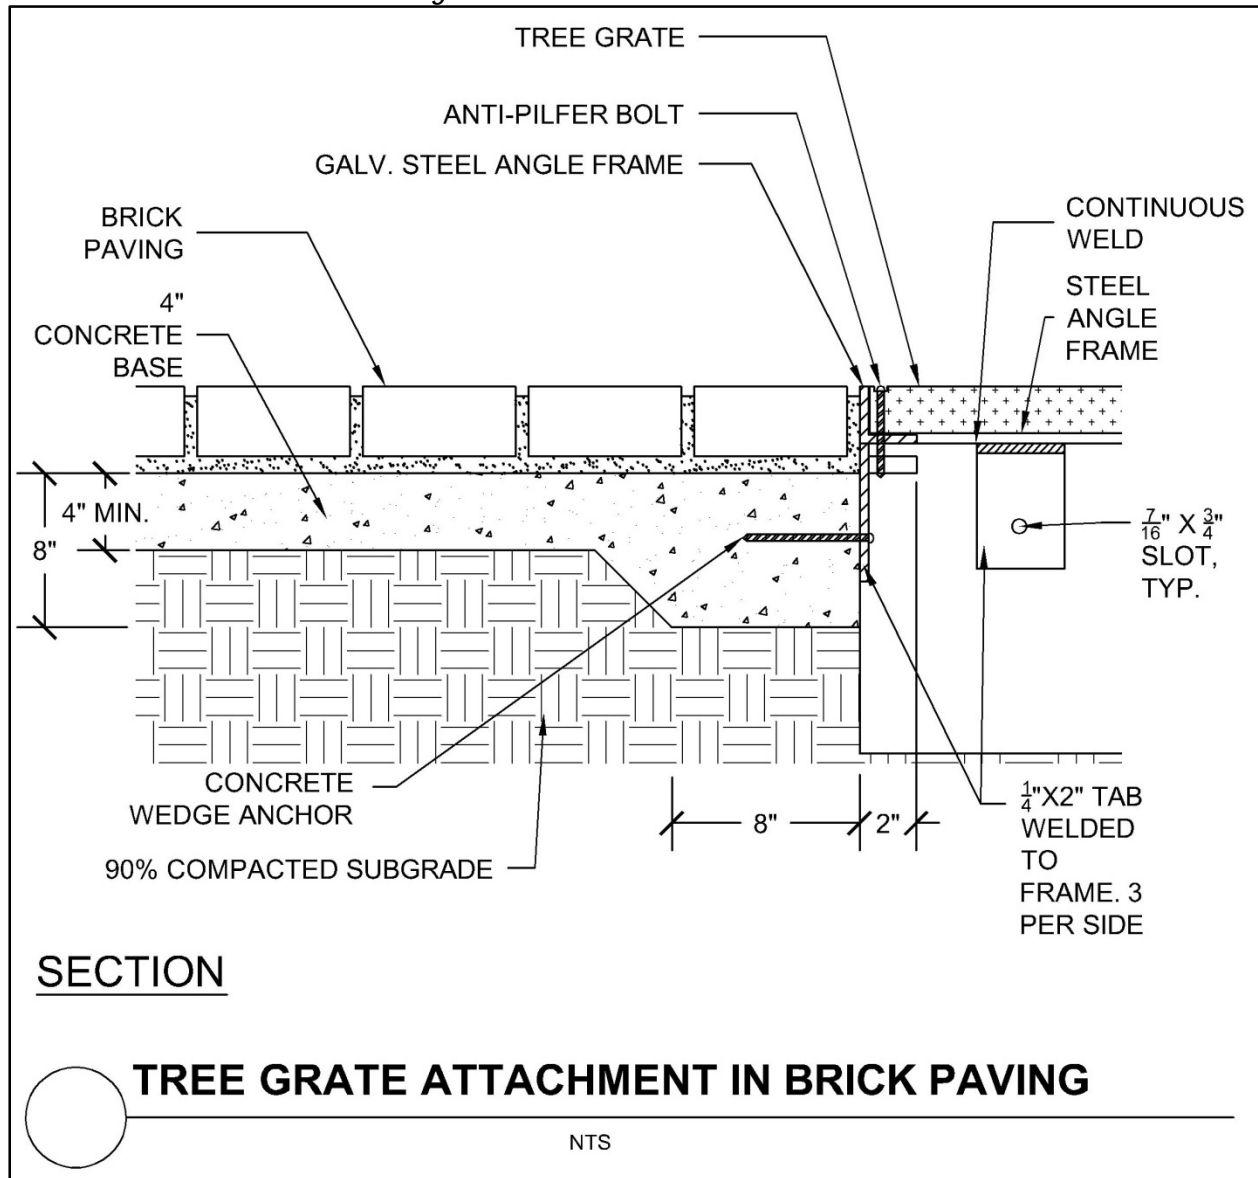 TREE GRATE
ANTI-PILFER BOLT
GALV. STEEL ANGLE FRAME
BRICK
PAVING
4"
CONCRETE
BASE
CONTINUOUS
WELD
STEEL
ANGLE
FRAME
4" MIN.
8"
7/16" X 3/4"
SLOT,
TYP.
CONCRETE
WEDGE ANCHOR
90% COMPACTED SUBGRADE
8"
2"
1/4"X2" TAB
WELDED
TO
FRAME. 3
PER SIDE
SECTION
TREE GRATE ATTACHMENT IN BRICK PAVING
NTS